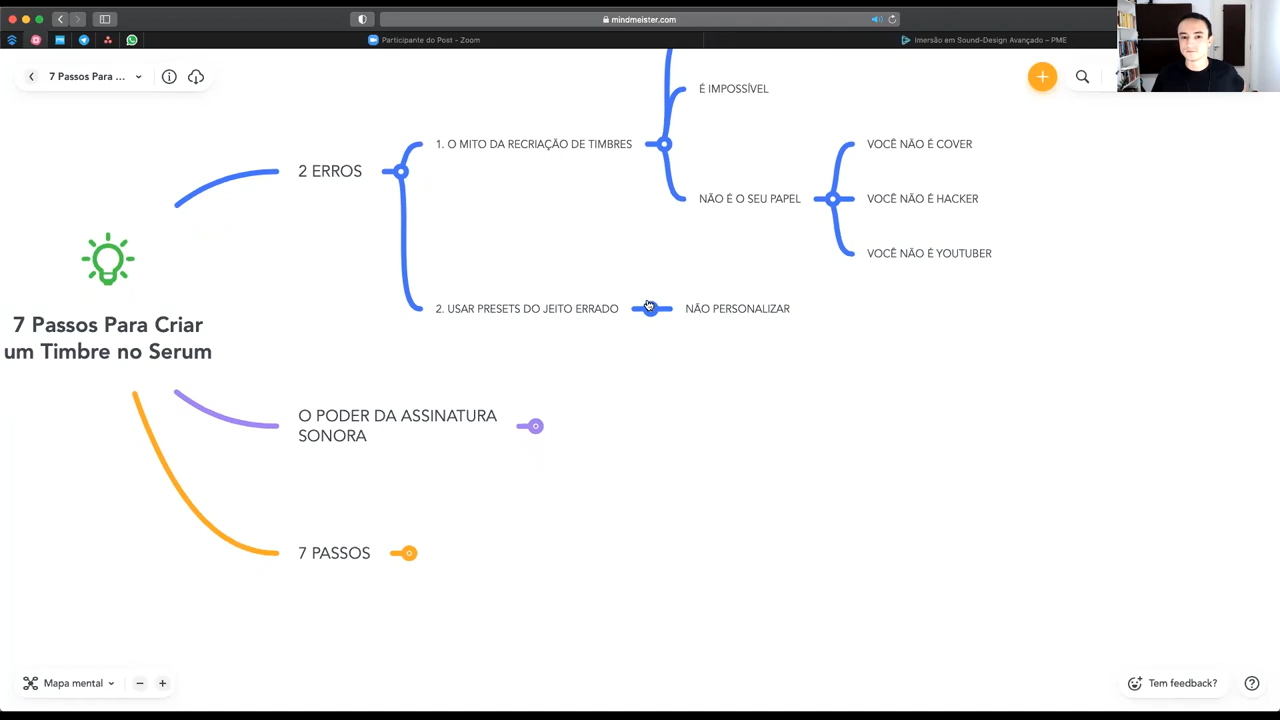 mindmeister.com
Participante do Post - Zoom
Imersão em Sound-Design Avançado – PME
7 Passos Para ...
É IMPOSSÍVEL
1. O MITO DA RECRIAÇÃO DE TIMBRES
VOCÊ NÃO É COVER
2 ERROS
NÃO É O SEU PAPEL
VOCÊ NÃO É HACKER
VOCÊ NÃO É YOUTUBER
2. USAR PRESETS DO JEITO ERRADO
NÃO PERSONALIZAR
7 Passos Para Criar
um Timbre no Serum
O PODER DA ASSINATURA
SONORA
7 PASSOS
Mapa mental
Tem feedback?